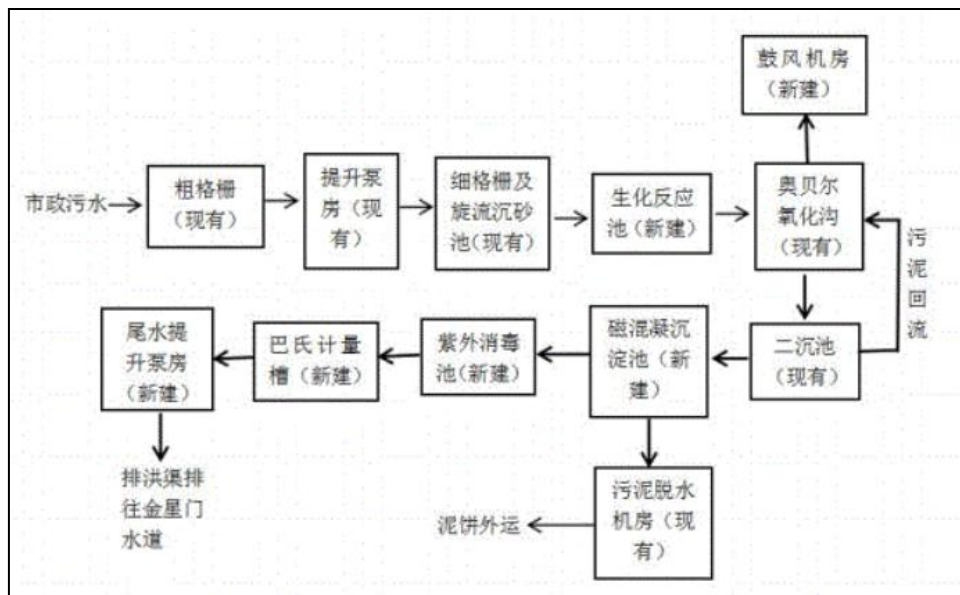 鼓风机房
（新建）
市政污水
粗格栅
（现有）
提升泵
房（现
有）
细格栅及
旋流沉砂
池（现有）
生化反应
池（新建）
奥贝尔
氧化沟
（现有）
污
泥
回
流
尾水提
升泵房
（新建）
巴氏计量
槽（新建）
紫外消毒
池（新建）
磁混凝沉
淀池（新
建）
二沉池
（现有）
排洪渠排
往金星门
水道
泥饼外运
污泥脱水
机房（现
有）